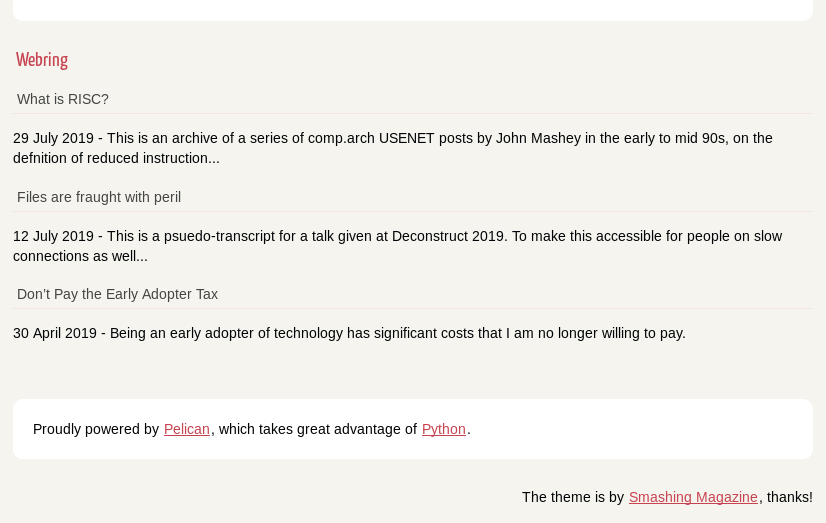 Webring
What is RISC?
29 July 2019 - This is an archive of a series of comp.arch USENET posts by John Mashey in the early to mid 90s, on the
defnition of reduced instruction...
Files are fraught with peril
12 July 2019 - This is a psuedo-transcript for a talk given at Deconstruct 2019. To make this accessible for people on slow
connections as well...
Don’t Pay the Early Adopter Tax
30 April 2019 - Being an early adopter of technology has significant costs that I am no longer willing to pay.
Proudly powered by Pelican, which takes great advantage of Python.
The theme is by Smashing Magazine, thanks!